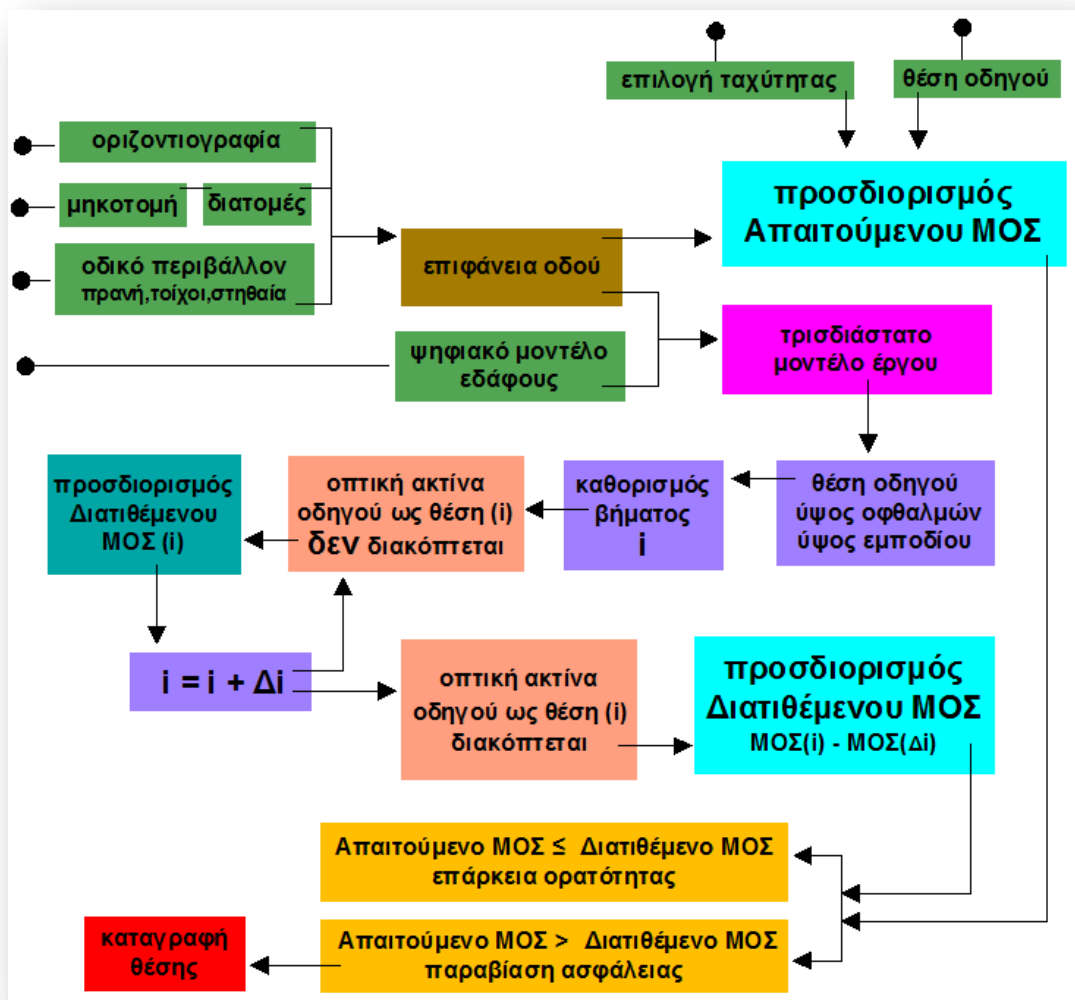 επιλογή ταχύτητας
θέση οδηγού
οριζοντιογραφία
μηκοτομή
διατομές
οδικό περιβάλλον
πρανή,τοίχοι,στηθαία
επιφάνεια οδού
προσδιορισμός
Απαιτούμενου ΜΟΣ
ψηφιακό μοντέλο
εδάφους
τρισδιάστατο
μοντέλο έργου
προσδιορισμός
Διατιθέμενου
ΜΟΣ (i)
οπτική ακτίνα
οδηγού ως θέση (i)
δεν διακόπτεται
καθορισμός
βήματος
i
θέση οδηγού
ύψος οφθαλμών
ύψος εμποδίου
i = i + Δi
οπτική ακτίνα
οδηγού ως θέση (i)
διακόπτεται
προσδιορισμός
Διατιθέμενου ΜΟΣ
ΜΟΣ(i) - ΜΟΣ(Δi)
Απαιτούμενο ΜΟΣ ≤ Διατιθέμενο ΜΟΣ
επάρκεια ορατότητας
Απαιτούμενο ΜΟΣ > Διατιθέμενο ΜΟΣ
παραβίαση ασφάλειας
καταγραφή
θέσης